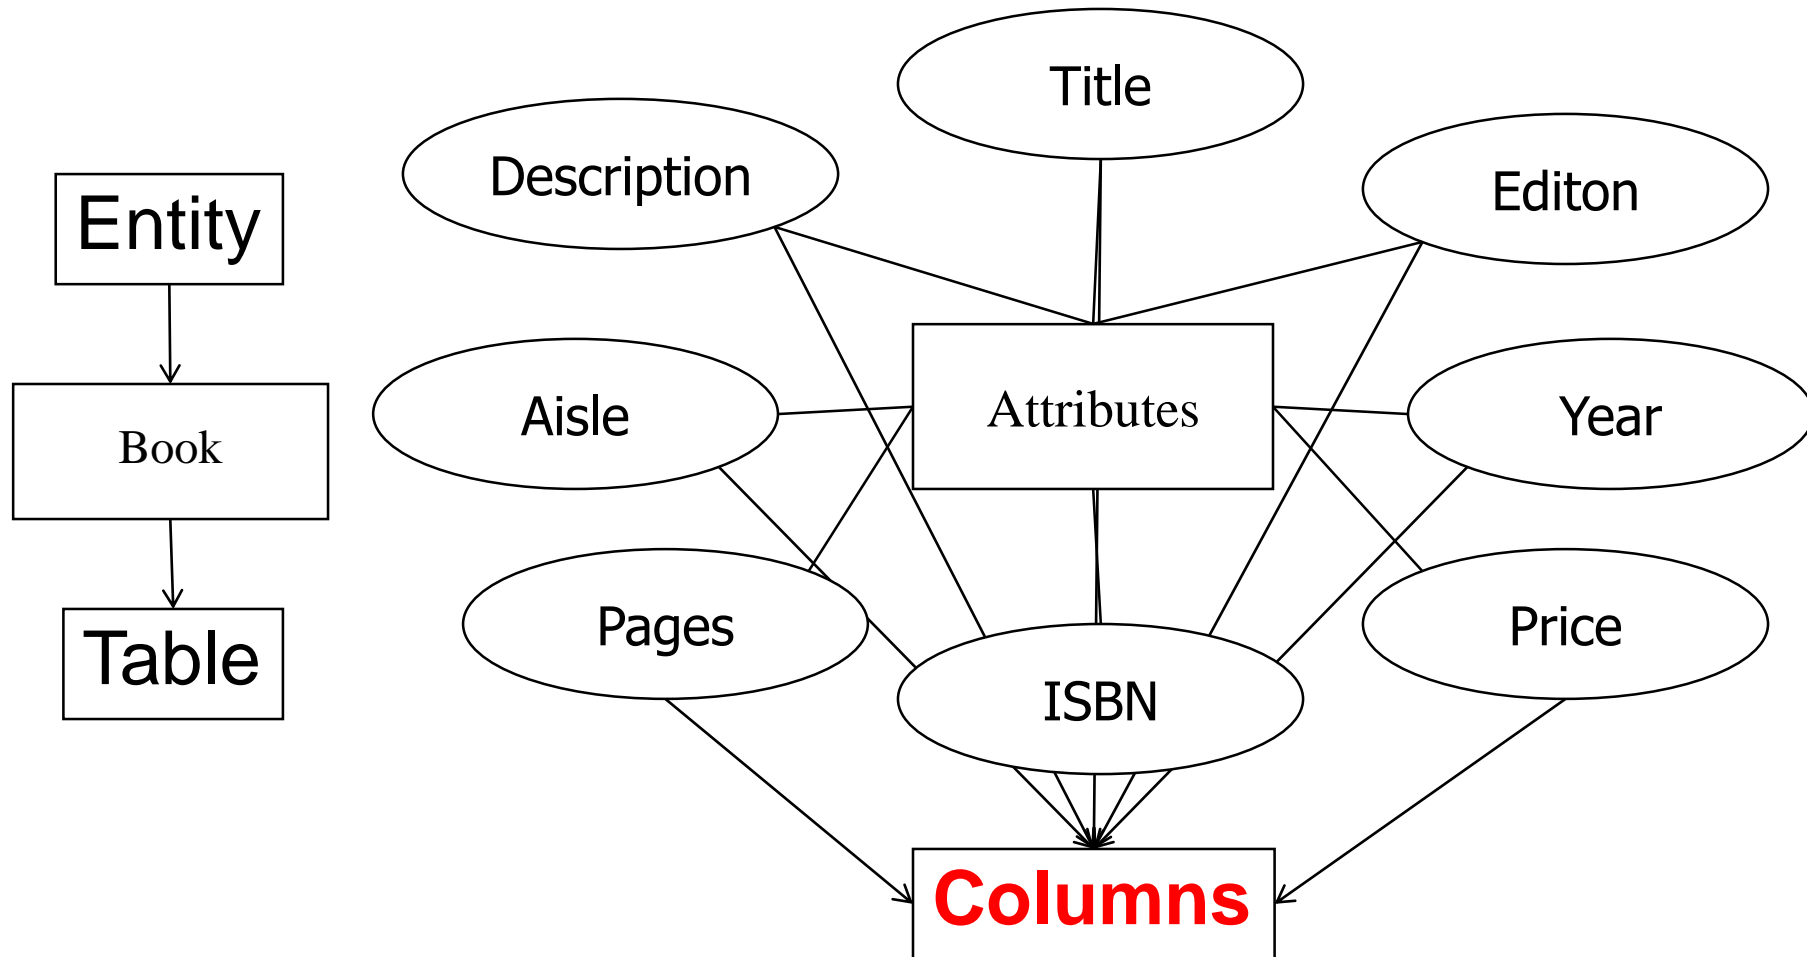 Entity
Book
Table
Title
Description
Editon
Aisle
Attributes
Year
Pages
ISBN
Price
Columns